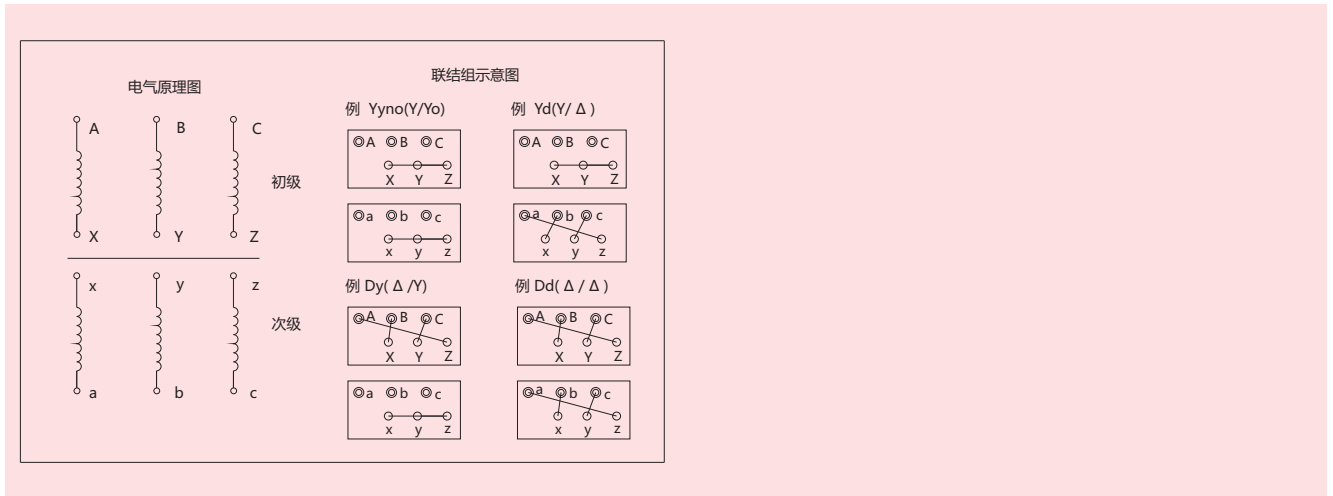 电气原理图
A B C
初级
X Y Z
x y z
次级
a b c
联结组示意图
例 Yyno(Y/Yo)
A B C
X Y Z
a b c
x y z
例 Yd(Y/ Δ )
A B C
X Y Z
a b c
x y z
例 Dy( Δ /Y)
A B C
X Y Z
a b c
x y z
例 Dd( Δ / Δ )
A B C
X Y Z
a b c
x y z